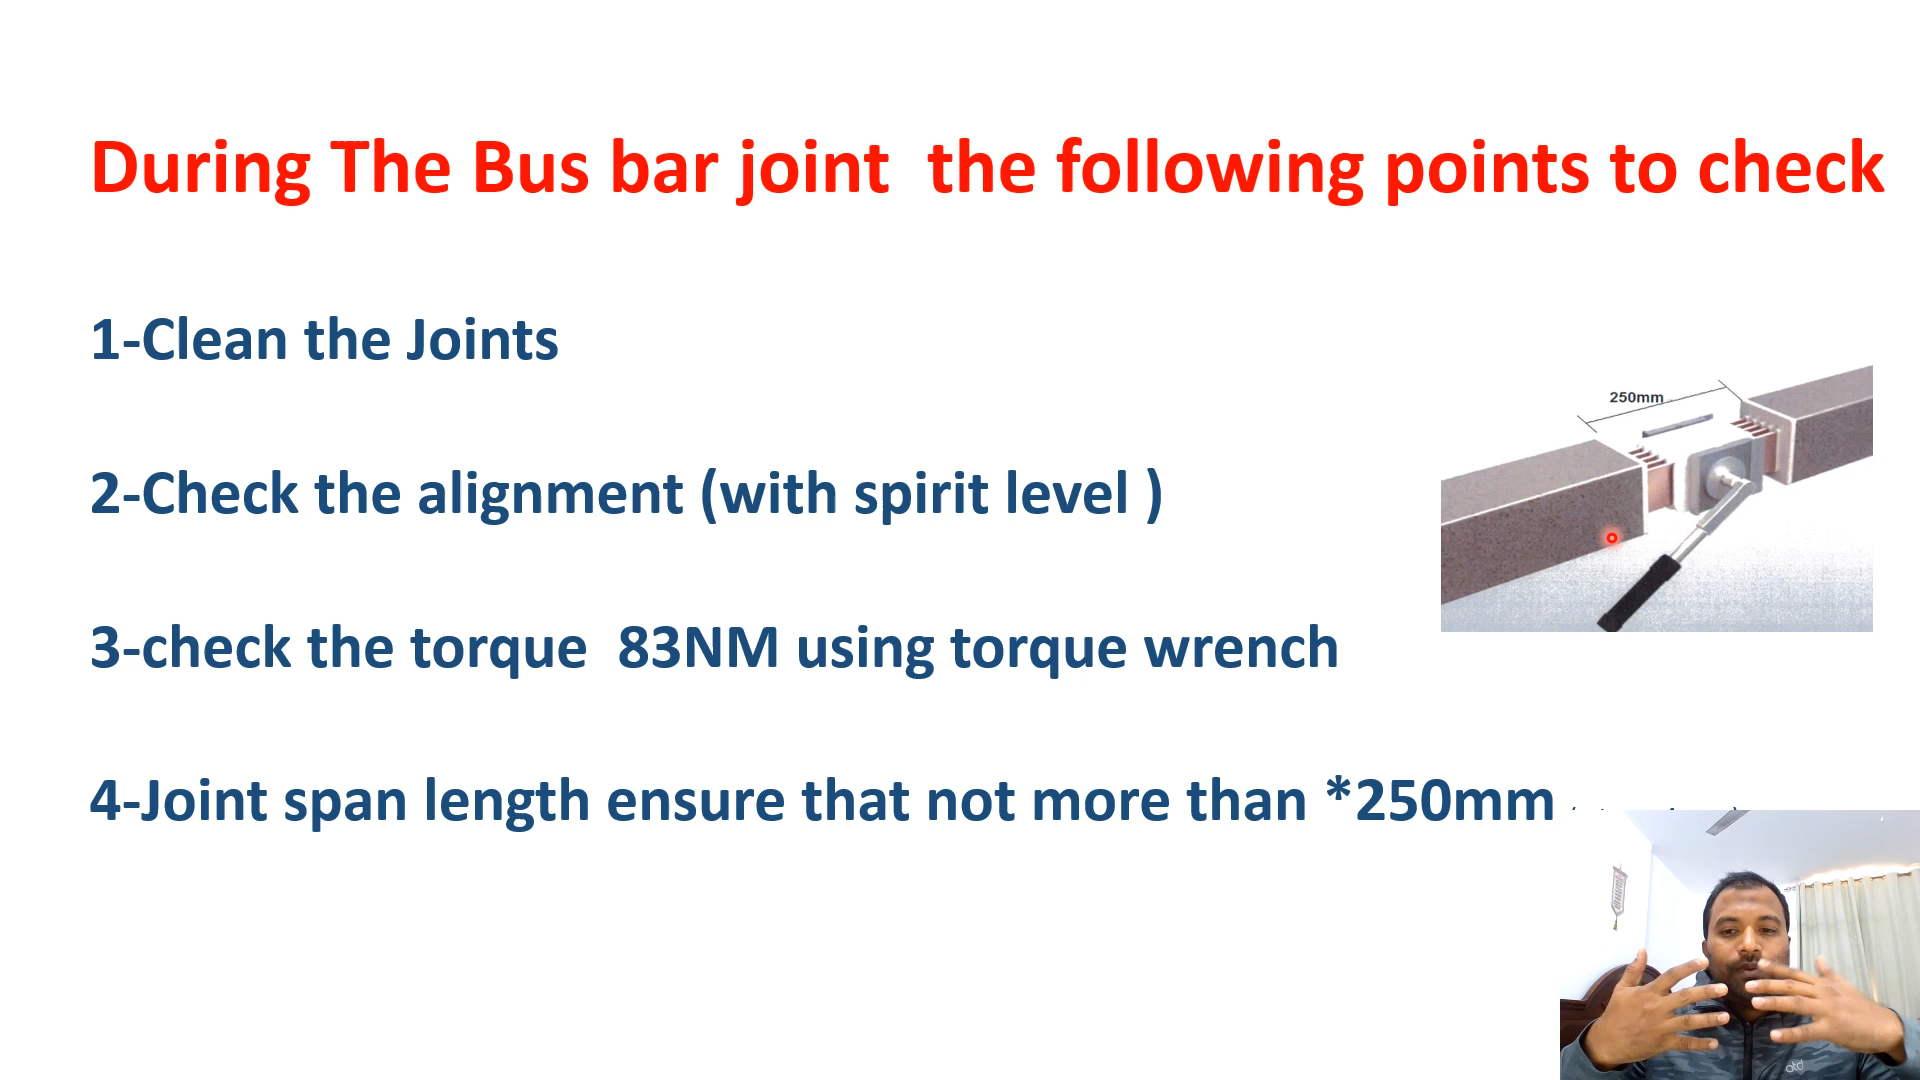 During The Bus bar joint  the following points to check
1-Clean the Joints
2-Check the alignment (with spirit level )
250mm
3-check the torque  83NM using torque wrench
4-Joint span length ensure that not more than *250mm